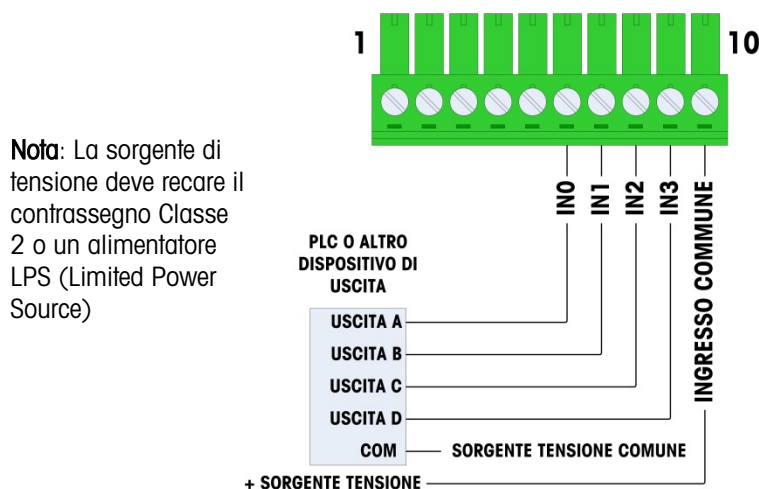 1
10
Nota: La sorgente di
tensione deve recare il
contrassegno Classe
2 o un alimentatore
LPS (Limited Power
Source)
IN0
IN1
IN2
IN3
INGRESSO COMMUNE
PLC O ALTRO
DISPOSITIVO DI
USCITA
USCITA A
USCITA B
USCITA C
USCITA D
COM
SORGENTE TENSIONE COMUNE
+ SORGENTE TENSIONE